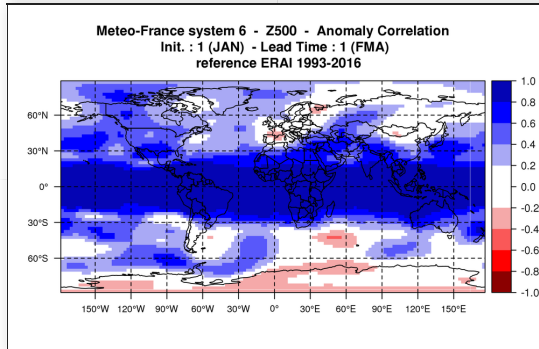 Meteo-France system 6 - Z500 - Anomaly Correlation
Init. : 1 (JAN) - Lead Time : 1 (FMA)
reference ERAI 1993-2016
60°N
30°N
0°
30°S
60°S
150°W 120°W 90°W 60°W 30°W 0° 30°E 60°E 90°E 120°E 150°E
1.0
0.8
0.6
0.4
0.2
0.0
-0.2
-0.4
-0.6
-0.8
-1.0